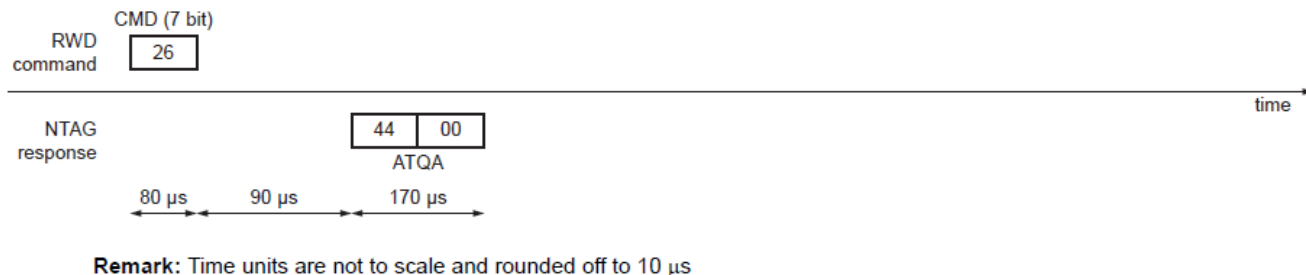 CMD (7 bit)
RWD
command
26
time
NTAG
response
44 00
ATQA
80 µs 90 µs 170 µs
Remark: Time units are not to scale and rounded off to 10 µs